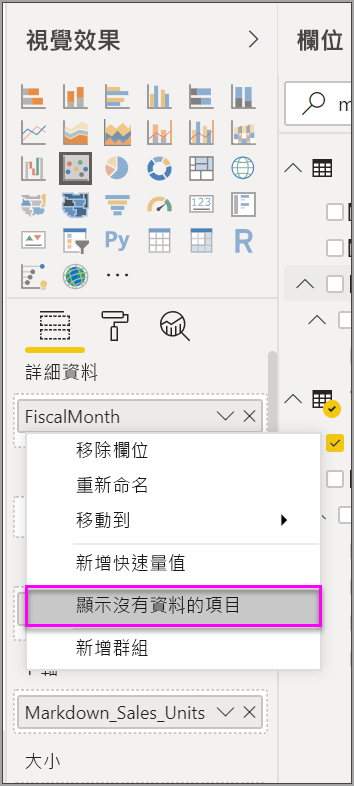 視覺效果
欄位
m
123
Py
R
詳細資料
FiscalMonth
移除欄位
重新命名
移動到
新增快速量值
顯示沒有資料的項目
新增群組
Markdown_Sales_Units
大小